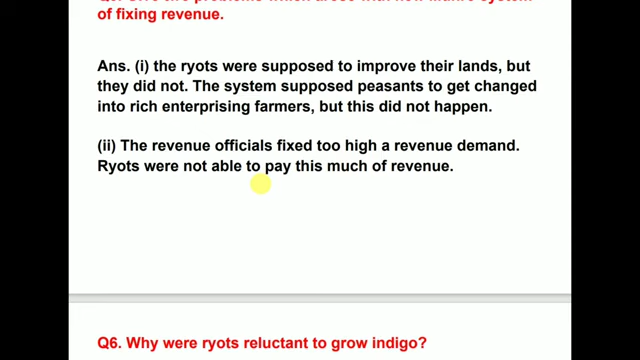 of fixing revenue.
Ans. (i) the ryots were supposed to improve their lands, but
they did not. The system supposed peasants to get changed
into rich enterprising farmers, but this did not happen.
(ii) The revenue officials fixed too high a revenue demand.
Ryots were not able to pay this much of revenue.
Q6. Why were ryots reluctant to grow indigo?